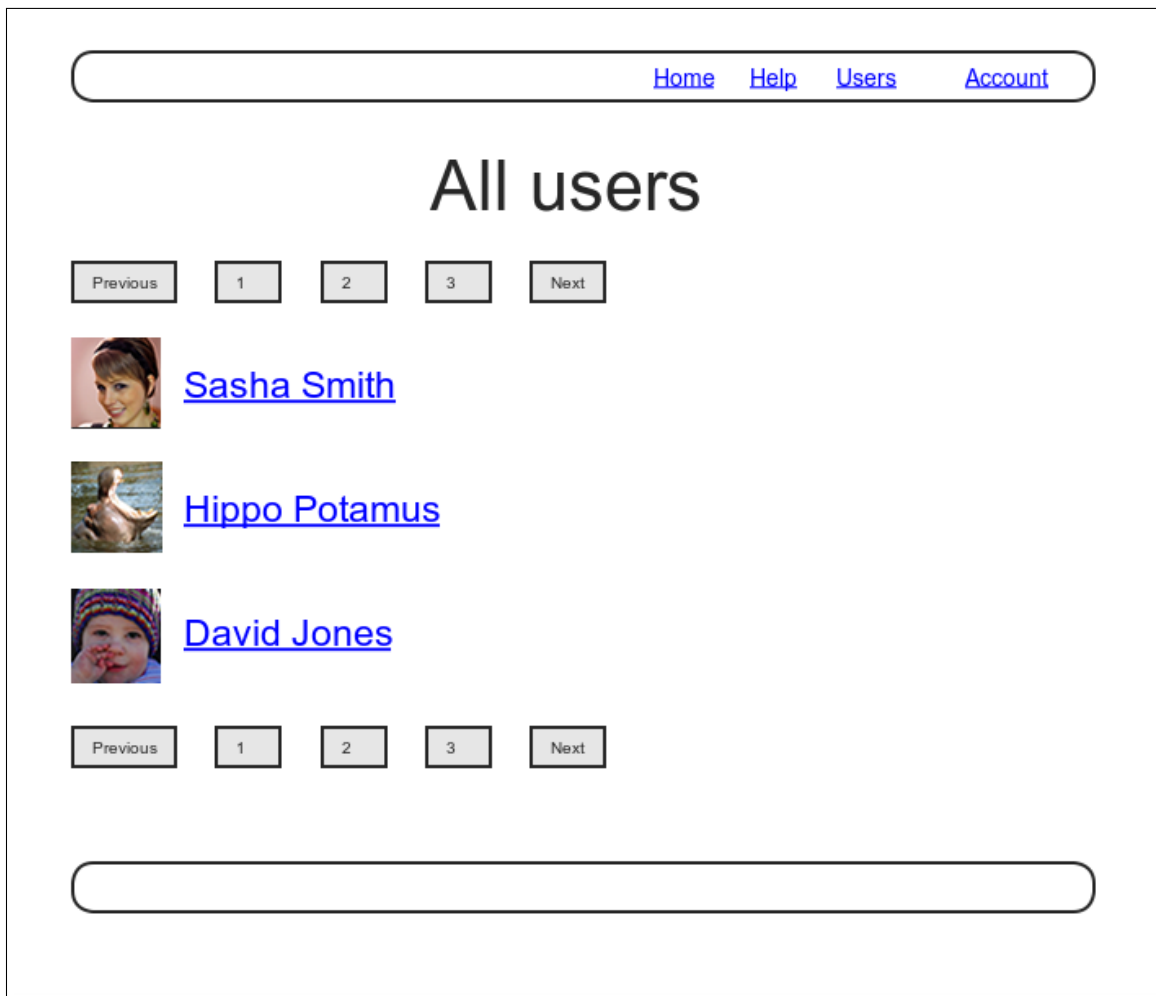 Home Help Users Account
All users
Previous 1 2 3 Next
Sasha Smith
Hippo Potamus
David Jones
Previous 1 2 3 Next